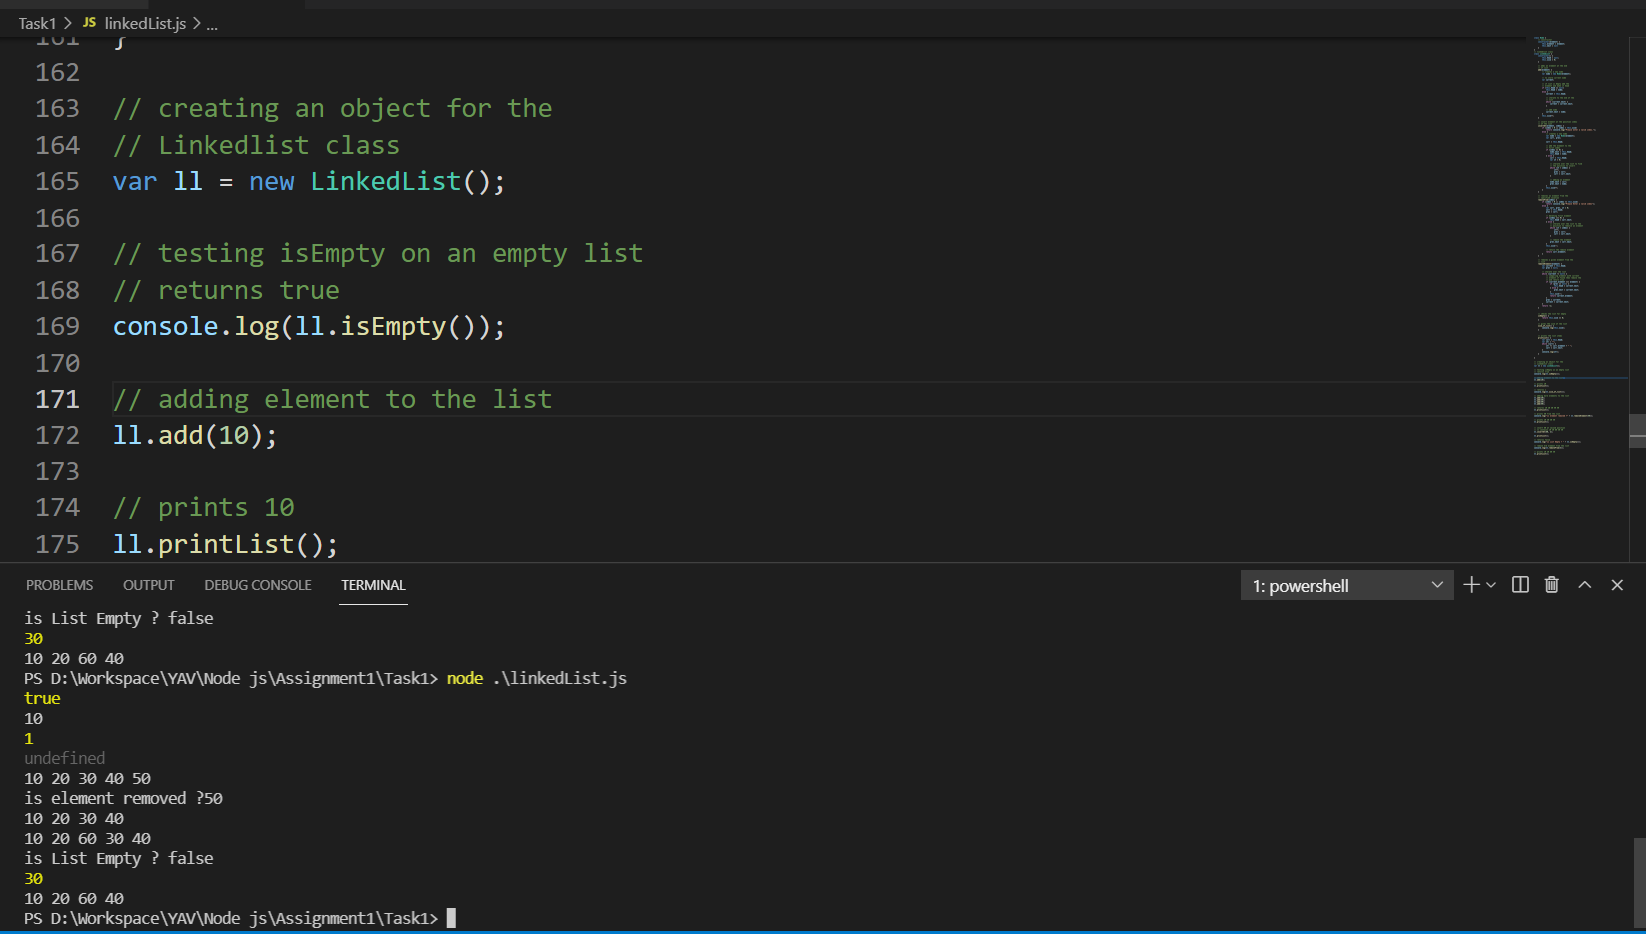 Task1 > JS linkedList.js > ...
161 }
162
163 // creating an object for the
164 // Linkedlist class
165 var ll = new LinkedList();
166
167 // testing isEmpty on an empty list
168 // returns true
169 console.log(ll.isEmpty());
170
171 // adding element to the list
172 ll.add(10);
173
174 // prints 10
175 ll.printList();
PROBLEMS OUTPUT DEBUG CONSOLE TERMINAL 1: powershell
is List Empty ? false
30
10 20 60 40
PS D:\Workspace\YAV\Node js\Assignment1\Task1> node .\linkedList.js
true
10
1
undefined
10 20 30 40 50
is element removed ?50
10 20 30 40
10 20 60 30 40
is List Empty ? false
30
10 20 60 40
PS D:\Workspace\YAV\Node js\Assignment1\Task1>